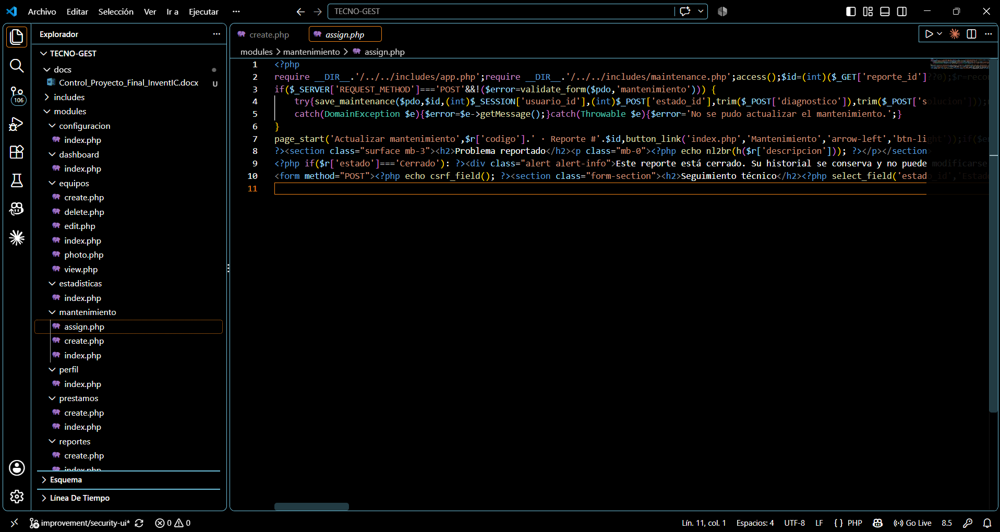 Archivo Editar Selección Ver Ir a Ejecutar ···
TECNO-GEST
Explorador
TECNO-GEST
docs
Control_Proyecto_Final_InventIC.docx U
includes
modules
configuracion
index.php
dashboard
index.php
equipos
create.php
delete.php
edit.php
index.php
photo.php
view.php
estadisticas
index.php
mantenimiento
assign.php
create.php
index.php
perfil
index.php
prestamos
create.php
index.php
reportes
create.php
index.php
Esquema
Línea De Tiempo
106
create.php assign.php
modules > mantenimiento > assign.php
1 <?php
2 require __DIR__.'/../../includes/app.php';require __DIR__.'/../../includes/maintenance.php';access();$id=(int)($_GET['reporte_id']??0);$r=recor
3 if($_SERVER['REQUEST_METHOD']==='POST'&&!($error=validate_form($pdo,'mantenimiento'))) {
4 try{save_maintenance($pdo,$id,(int)$_SESSION['usuario_id'],(int)$_POST['estado_id'],trim($_POST['diagnostico']),trim($_POST['solucion']));
5 catch(DomainException $e){$error=$e->getMessage();}catch(Throwable $e){$error='No se pudo actualizar el mantenimiento.';}
6 }
7 page_start('Actualizar mantenimiento',$r['codigo'].' · Reporte #'.$id,button_link('index.php','Mantenimiento','arrow-left','btn-light'));if($er
8 ?><section class="surface mb-3"><h2>Problema reportado</h2><p class="mb-0"><?php echo nl2br(h($r['descripcion'])); ?></p></section>
9 <?php if($r['estado']==='Cerrado'): ?><div class="alert alert-info">Este reporte está cerrado. Su historial se conserva y no puede modificarse
10 <form method="POST"><?php echo csrf_field(); ?><section class="form-section"><h2>Seguimiento técnico</h2><?php select_field('estado_id','Estado
11
improvement/security-ui* 0 0 Lín. 11, col. 1 Espacios: 4 UTF-8 LF { } PHP Go Live 8.5